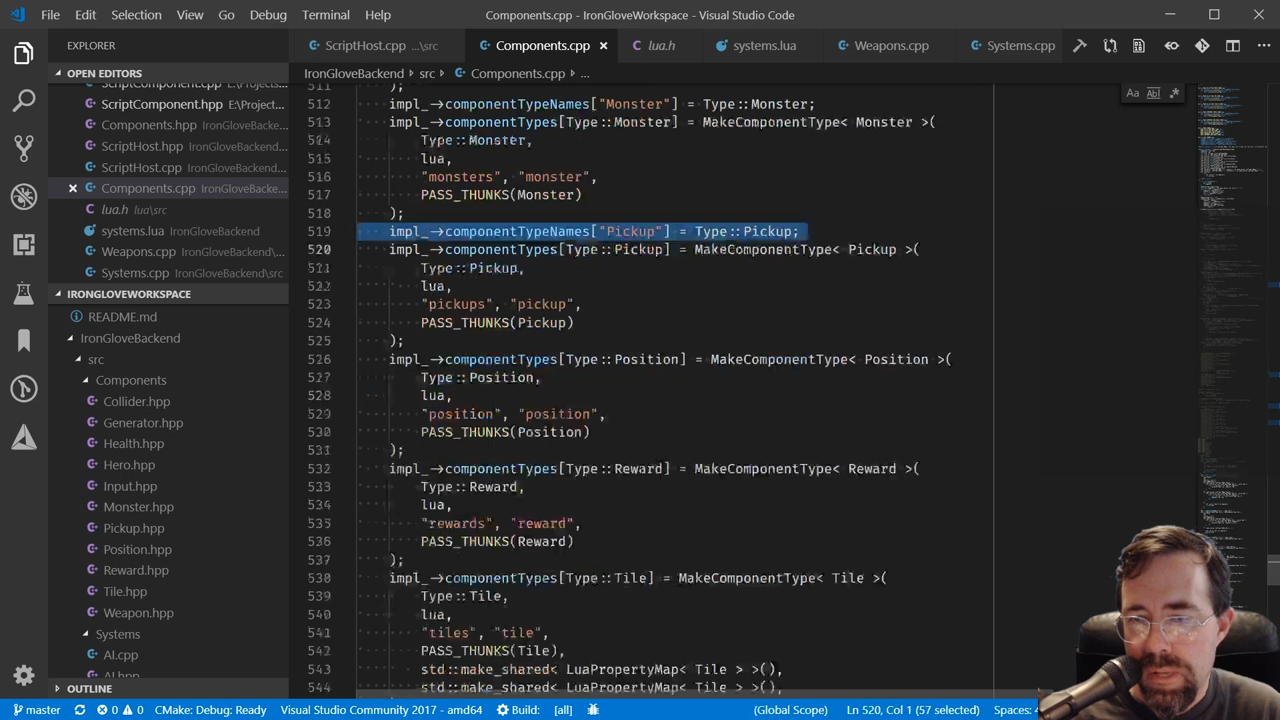 File Edit Selection View Go Debug Terminal Help
Components.cpp - IronGloveWorkspace - Visual Studio Code
EXPLORER
ScriptHost.cpp ...\src
Components.cpp
lua.h
systems.lua
Weapons.cpp
Systems.cpp
OPEN EDITORS
ScriptComponent.cpp E:\Projects...
ScriptComponent.hpp E:\Project...
Components.hpp IronGloveBacken...
ScriptHost.hpp IronGloveBackend...
ScriptHost.cpp IronGloveBackend...
Components.cpp IronGloveBacke...
lua.h lua\src
systems.lua IronGloveBackend\sc...
Weapons.cpp IronGloveBackend\s...
Systems.cpp IronGloveBackend\sr...
IRONGLOVEWORKSPACE
README.md
IronGloveBackend
src
Components
Collider.hpp
Generator.hpp
Health.hpp
Hero.hpp
Input.hpp
Monster.hpp
Pickup.hpp
Position.hpp
Reward.hpp
Tile.hpp
Weapon.hpp
Systems
AI.cpp
AI.hpp
OUTLINE
IronGloveBackend › src › Components.cpp › ...
Aa Abl .*
511 );
512 impl_->componentTypeNames["Monster"] = Type::Monster;
513 impl_->componentTypes[Type::Monster] = MakeComponentType< Monster >(
514 Type::Monster,
515 lua,
516 "monsters", "monster",
517 PASS_THUNKS(Monster)
518 );
519 impl_->componentTypeNames["Pickup"] = Type::Pickup;
520 impl_->componentTypes[Type::Pickup] = MakeComponentType< Pickup >(
521 Type::Pickup,
522 lua,
523 "pickups", "pickup",
524 PASS_THUNKS(Pickup)
525 );
526 impl_->componentTypes[Type::Position] = MakeComponentType< Position >(
527 Type::Position,
528 lua,
529 "position", "position",
530 PASS_THUNKS(Position)
531 );
532 impl_->componentTypes[Type::Reward] = MakeComponentType< Reward >(
533 Type::Reward,
534 lua,
535 "rewards", "reward",
536 PASS_THUNKS(Reward)
537 );
538 impl_->componentTypes[Type::Tile] = MakeComponentType< Tile >(
539 Type::Tile,
540 lua,
541 "tiles", "tile",
542 PASS_THUNKS(Tile),
543 std::make_shared< LuaPropertyMap< Tile > >(),
544 std::make_shared< LuaPropertyMap< Tile > >(),
master 0 0 CMake: Debug: Ready Visual Studio Community 2017 - amd64 Build: [all] (Global Scope) Ln 520, Col 1 (57 selected) Spaces: